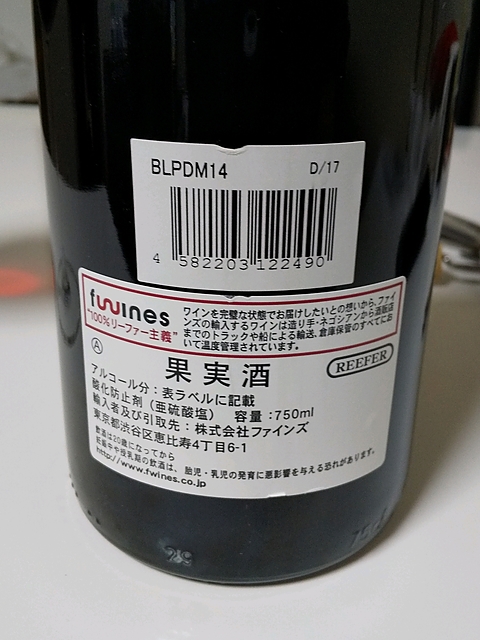 BLPDM14 D/17
4 582203 122490
fwines
"100%リーファー主義"
ワインを完璧な状態でお届けしたいとの想いから、ファイ
ンズの輸入するワインは造り手・ネゴシアンから酒販店
までのトラックや船による輸送、倉庫保管のすべてにお
いて温度管理されています。
A
果実酒
REEFER
アルコール分：表ラベルに記載
酸化防止剤（亜硫酸塩） 容量：750ml
輸入者及び引取先：株式会社ファインズ
東京都渋谷区恵比寿4丁目6-1
飲酒は20歳になってから
妊娠中や授乳期の飲酒は、胎児・乳児の発育に悪影響を与える恐れがあります。
http://www.fwines.co.jp